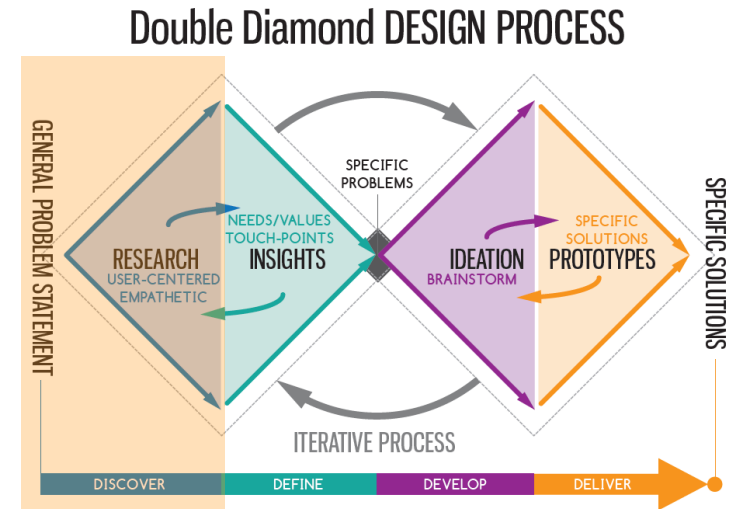 Double Diamond DESIGN PROCESS
GENERAL PROBLEM STATEMENT
SPECIFIC
PROBLEMS
RESEARCH
USER-CENTERED
EMPATHETIC
NEEDS/VALUES
TOUCH-POINTS
INSIGHTS
IDEATION
BRAINSTORM
SPECIFIC
SOLUTIONS
PROTOTYPES
SPECIFIC SOLUTIONS
ITERATIVE PROCESS
DISCOVER
DEFINE
DEVELOP
DELIVER